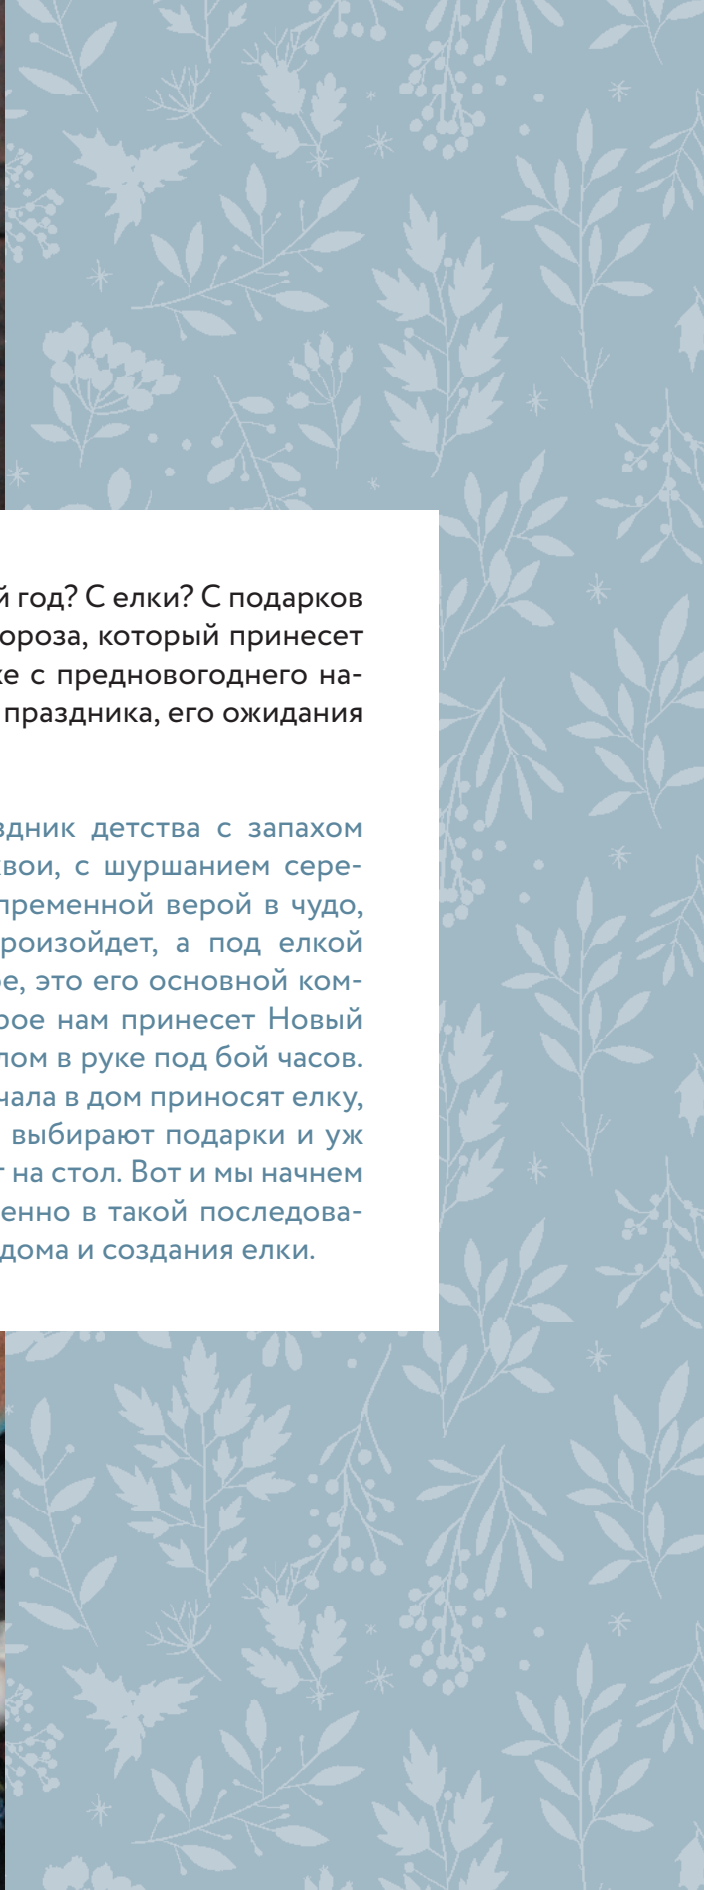 й год? С елки? С подарков
ороза, который принесет
е с предновогоднего на-
праздника, его ожидания
здник детства с запахом
хвои, с шуршанием сере-
пременной верой в чудо,
роизойдет, а под елкой
е, это его основной ком-
рое нам принесет Новый
лом в руке под бой часов.
чала в дом приносят елку,
выбирают подарки и уж
т на стол. Вот и мы начнем
енно в такой последова-
дома и создания елки.